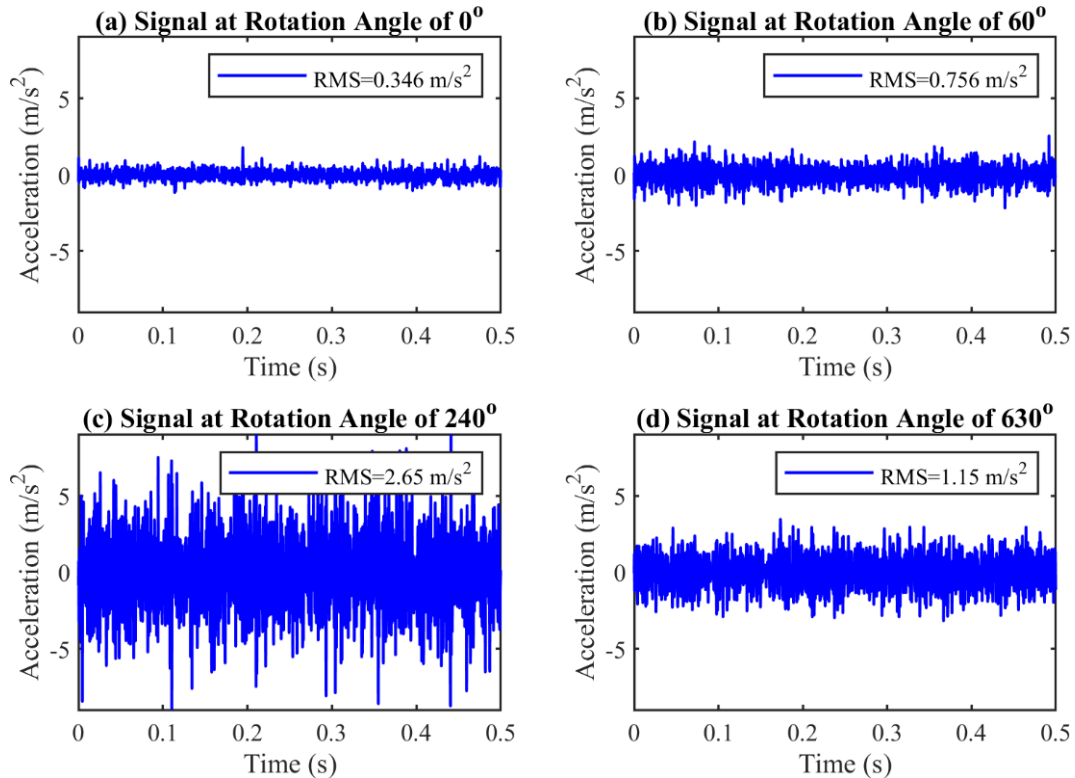 (a) Signal at Rotation Angle of 0°
RMS=0.346 m/s²
Acceleration (m/s²)
5
0
-5
0 0.1 0.2 0.3 0.4 0.5
Time (s)
(b) Signal at Rotation Angle of 60°
RMS=0.756 m/s²
Acceleration (m/s²)
5
0
-5
0 0.1 0.2 0.3 0.4 0.5
Time (s)
(c) Signal at Rotation Angle of 240°
RMS=2.65 m/s²
Acceleration (m/s²)
5
0
-5
0 0.1 0.2 0.3 0.4 0.5
Time (s)
(d) Signal at Rotation Angle of 630°
RMS=1.15 m/s²
Acceleration (m/s²)
5
0
-5
0 0.1 0.2 0.3 0.4 0.5
Time (s)